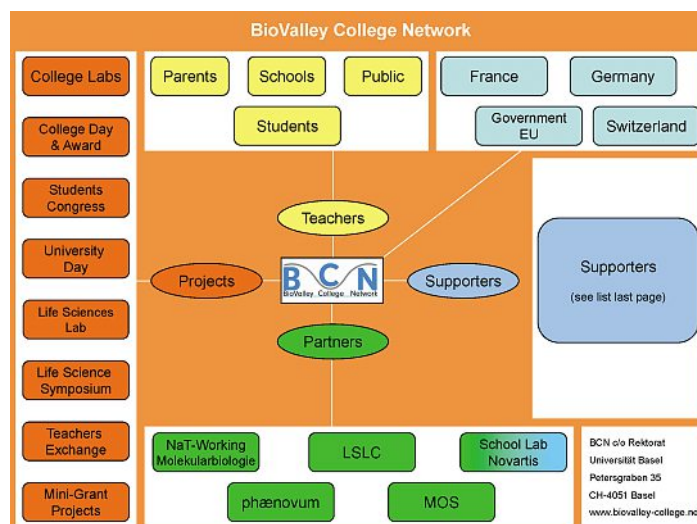 BioValley College Network
College Labs
College Day
& Award
Students
Congress
University
Day
Life Sciences
Lab
Life Science
Symposium
Teachers
Exchange
Mini-Grant
Projects
Parents
Schools
Public
Students
France
Germany
Government
EU
Switzerland
Teachers
Projects
BCN
BioValley College Network
Supporters
Partners
Supporters
(see list last page)
NaT-Working
Molekularbiologie
LSLC
School Lab
Novartis
phænovum
MOS
BCN c/o Rektorat
Universität Basel
Petersgraben 35
CH-4051 Basel